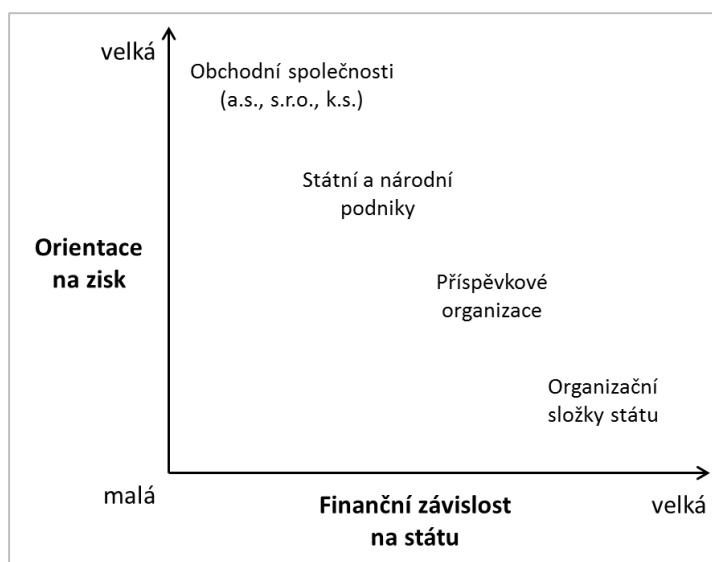 velká
Obchodní společnosti
(a.s., s.r.o., k.s.)
Státní a národní
podniky
Orientace
na zisk
Příspěvkové
organizace
Organizační
složky státu
malá
Finanční závislost
na státu
velká